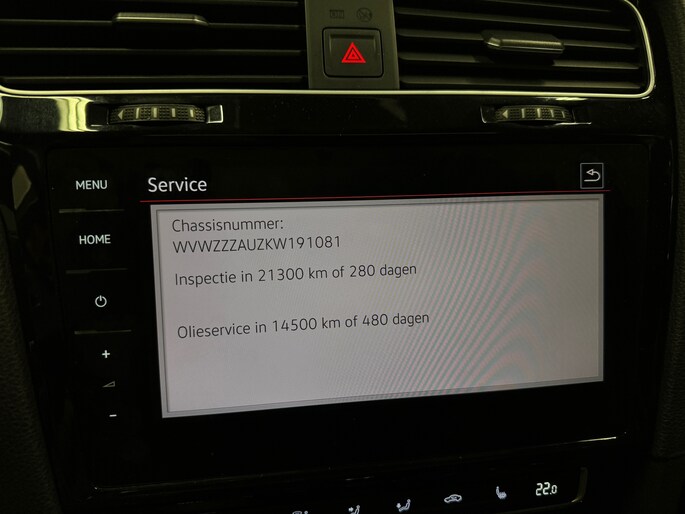 MENU
Service
Chassisnummer:
WVWZZZAUZKW191081
HOME
Inspectie in 21300 km of 280 dagen
Olieservice in 14500 km of 480 dagen
+
-
22.0